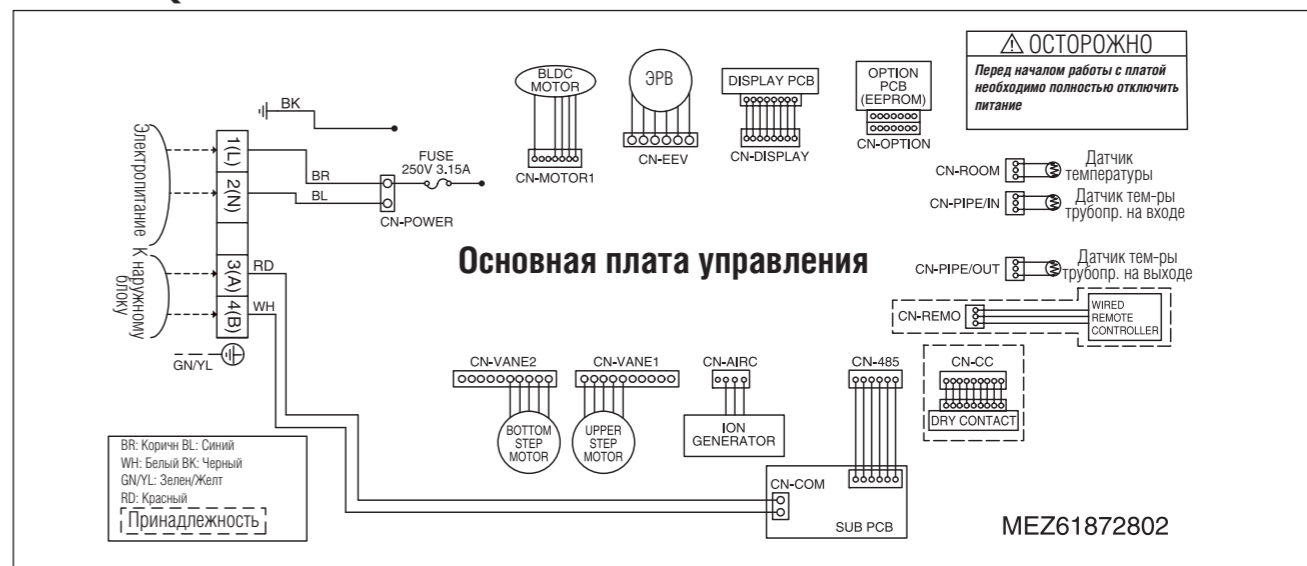 BLDC
MOTOR
CN-MOTOR1
ЭРВ
CN-EEV
DISPLAY PCB
CN-DISPLAY
OPTION
PCB
(EEPROM)
CN-OPTION
⚠ ОСТОРОЖНО
Перед началом работы с платой
необходимо полностью отключить
питание
BK
Электропитание
1(L)
2(N)
BR
BL
FUSE
250V 3.15A
CN-POWER
К наружному
блоку
3(A)
4(B)
RD
WH
GN/YL
Основная плата управления
CN-ROOM
Датчик
температуры
CN-PIPE/IN
Датчик тем-ры
трубопр. на входе
CN-PIPE/OUT
Датчик тем-ры
трубопр. на выходе
CN-REMO
WIRED
REMOTE
CONTROLLER
CN-VANE2
BOTTOM
STEP
MOTOR
CN-VANE1
UPPER
STEP
MOTOR
CN-AIRC
ION
GENERATOR
CN-485
CN-CC
DRY CONTACT
CN-COM
SUB PCB
BR: Коричн BL: Синий
WH: Белый BK: Черный
GN/YL: Зелен/Желт
RD: Красный
Принадлежность
MEZ61872802